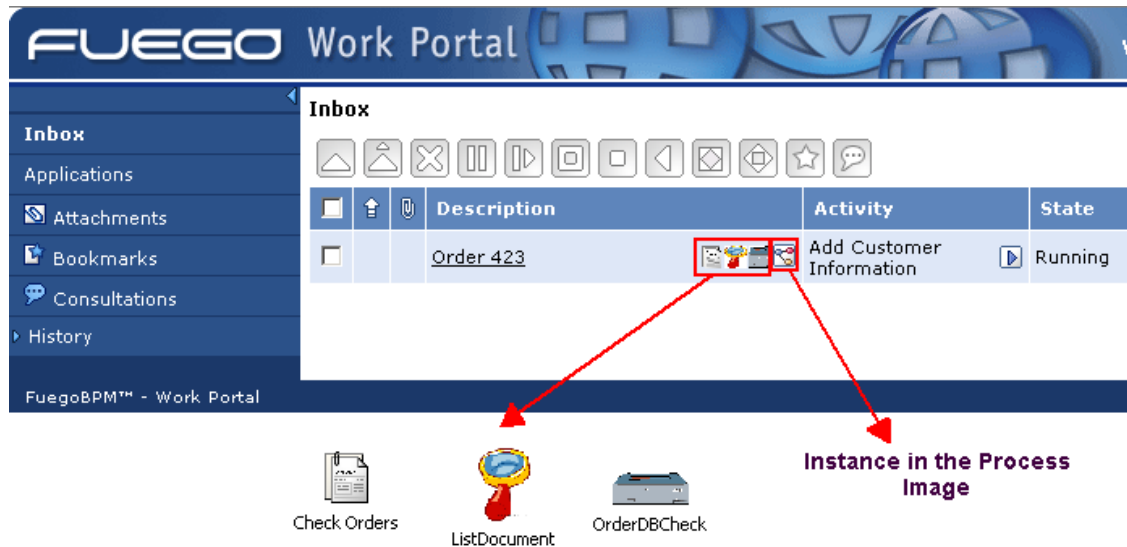 FUEGO Work Portal
Inbox
Inbox
Applications
Attachments
Bookmarks
Consultations
History
Description Activity State
Order 423 Add Customer Information Running
FuegoBPM™ - Work Portal
Check Orders
ListDocument
OrderDBCheck
Instance in the Process
Image